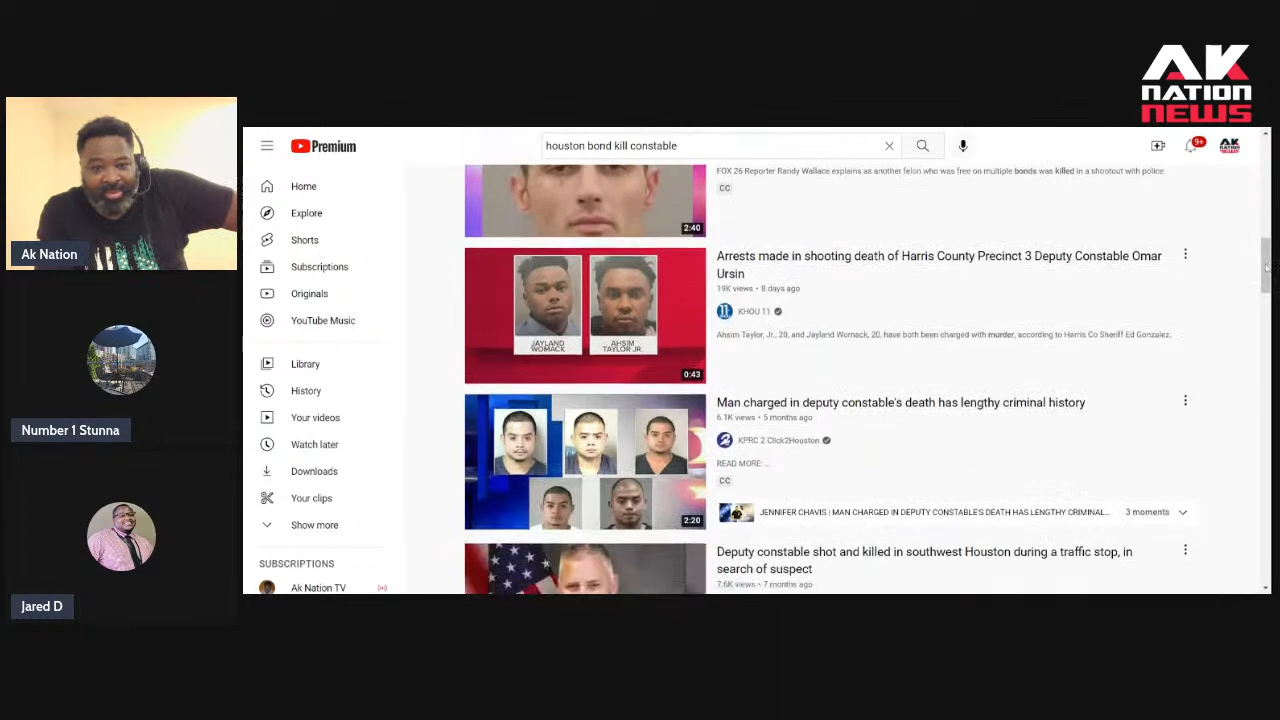 AK
NATION
NEWS
Ak Nation
Number 1 Stunna
Jared D
Premium
houston bond kill constable
9+
Home
Explore
Shorts
Subscriptions
Originals
YouTube Music
Library
History
Your videos
Watch later
Downloads
Your clips
Show more
SUBSCRIPTIONS
Ak Nation TV
2:40
FOX 26 Reporter Randy Wallace explains as another felon who was free on multiple bonds was killed in a shootout with police.
CC
JAYLAND
WOMACK
AHSIM
TAYLOR JR.
0:43
Arrests made in shooting death of Harris County Precinct 3 Deputy Constable Omar
Ursin
19K views • 8 days ago
KHOU 11
Ahsim Taylor, Jr., 20, and Jayland Womack, 20, have both been charged with murder, according to Harris Co Sheriff Ed Gonzalez.
2:20
Man charged in deputy constable's death has lengthy criminal history
6.1K views • 5 months ago
KPRC 2 Click2Houston
READ MORE: ...
CC
JENNIFER CHAVIS | MAN CHARGED IN DEPUTY CONSTABLE'S DEATH HAS LENGTHY CRIMINAL...
3 moments
Deputy constable shot and killed in southwest Houston during a traffic stop, in
search of suspect
7.6K views • 7 months ago